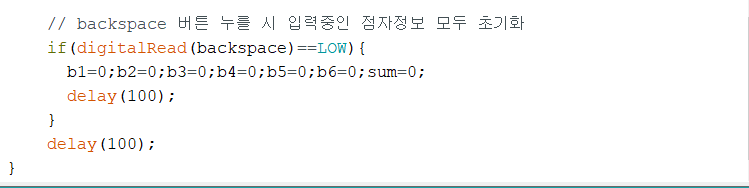 // backspace 버튼 누를 시 입력중인 점자정보 모두 초기화
if(digitalRead(backspace)==LOW){
b1=0;b2=0;b3=0;b4=0;b5=0;b6=0;sum=0;
delay(100);
}
delay(100);
}